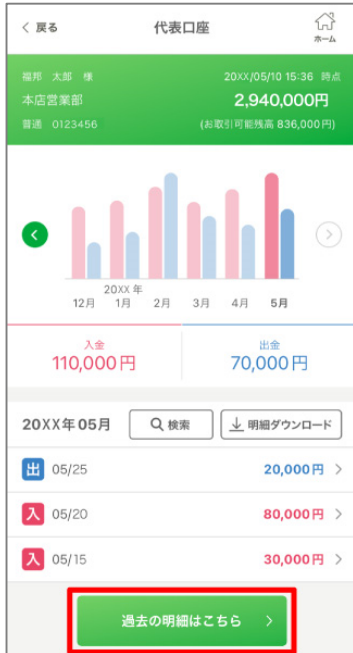 戻る
代表口座
ホーム
福邦 太郎 様
20XX/05/10 15:36 時点
本店営業部
2,940,000円
普通 0123456
(お取引可能残高 836,000円)
20XX 年
12月 1月 2月 3月 4月 5月
入金
出金
110,000円
70,000円
20XX年05月
検索
明細ダウンロード
出 05/25 20,000円
入 05/20 80,000円
入 05/15 30,000円
過去の明細はこちら